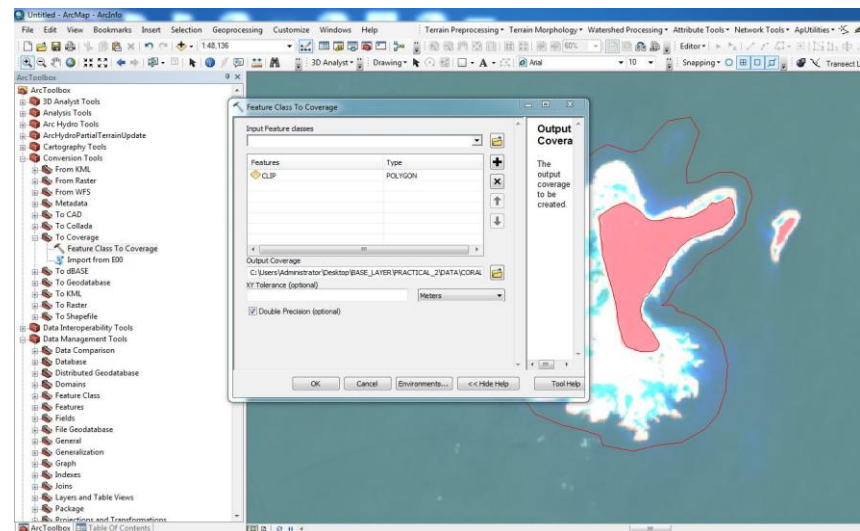 Untitled - ArcMap - ArcInfo
File Edit View Bookmarks Insert Selection Geoprocessing Customize Windows Help Terrain Preprocessing Terrain Morphology Watershed Processing Attribute Tools Network Tools ApUtilities
1:48,136 60% Editor
3D Analyst Drawing A Arial 10 Snapping Transect L
ArcToolbox
ArcToolbox
3D Analyst Tools
Analysis Tools
Arc Hydro Tools
ArcHydroPartialTerrainUpdate
Cartography Tools
Conversion Tools
From KML
From Raster
From WFS
Metadata
To CAD
To Collada
To Coverage
Feature Class To Coverage
Import from E00
To dBASE
To Geodatabase
To KML
To Raster
To Shapefile
Data Interoperability Tools
Data Management Tools
Data Comparison
Database
Distributed Geodatabase
Domains
Feature Class
Features
Fields
File Geodatabase
General
Generalization
Graph
Indexes
Joins
Layers and Table Views
Package
Projections and Transformations
ArcToolbox Table Of Contents
Feature Class To Coverage
Input Feature classes
Features Type
CLIP POLYGON
Output Coverage
C:\Users\Administrator\Desktop\BASE_LAYER\PRACTICAL_2\DATA\CORAL
XY Tolerance (optional)
Meters
Double Precision (optional)
OK Cancel Environments... << Hide Help Tool Help
Output
Covera
The
output
coverage
to be
created.